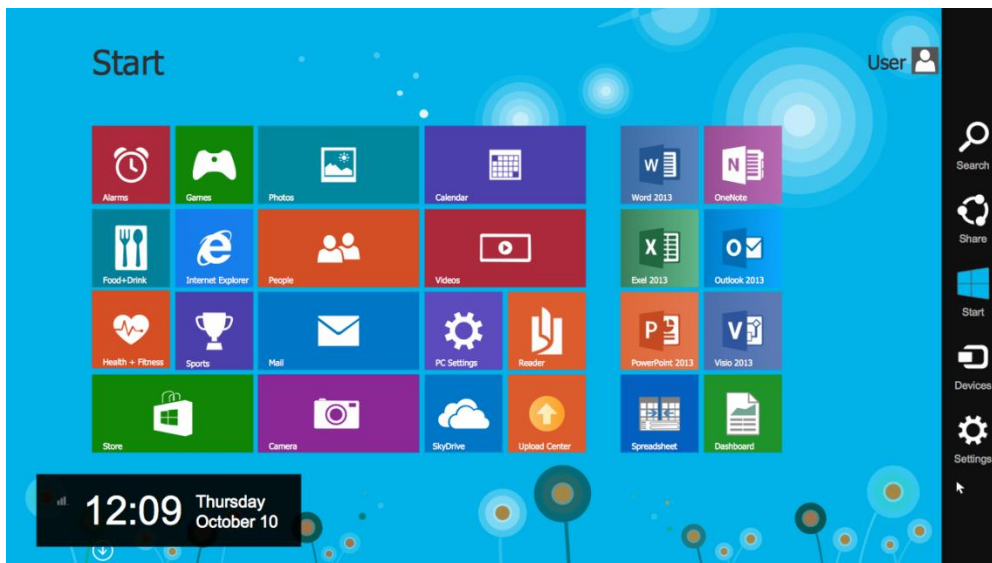 Start
User
Alarms
Games
Photos
Calendar
Word 2013
OneNote
Search
Food+Drink
Internet Explorer
People
Videos
Exel 2013
Outlook 2013
Share
Health + Fitness
Sports
Mail
PC Settings
Reader
PowerPoint 2013
Visio 2013
Start
Store
Camera
SkyDrive
Upload Center
Spreadsheet
Dashboard
Devices
Settings
12:09
Thursday
October 10